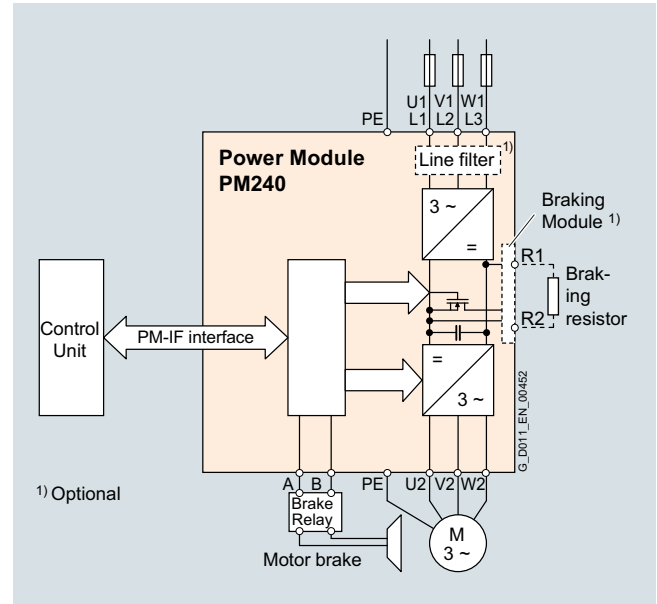 U1 V1 W1
PE L1 L2 L3
Power Module
PM240
Line filter 1)
3 ~
=
Braking
Module 1)
R1
Brak-
ing
resistor
R2
Control
Unit
PM-IF interface
=
3 ~
G_D011_EN_00452
A B PE U2 V2 W2
1) Optional
Brake
Relay
Motor brake
M
3 ~